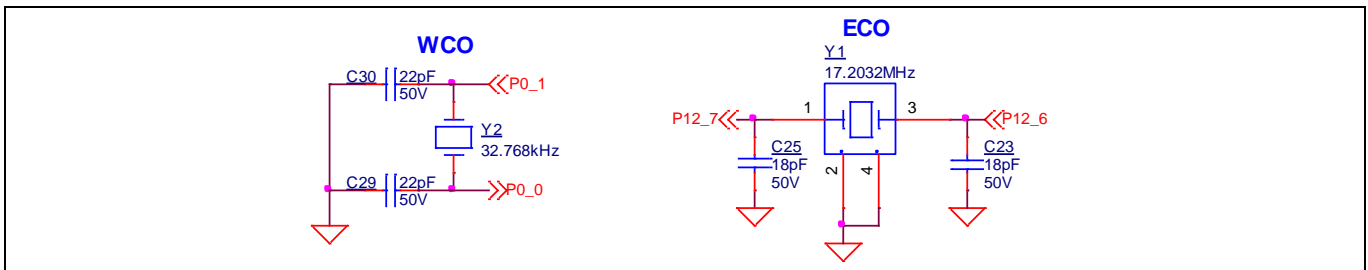 WCO
C30 22pF
50V
P0_1
Y2
32.768kHz
C29 22pF
50V
P0_0
ECO
Y1
17.2032MHz
1
3
P12_7
P12_6
C25
18pF
50V
2
4
C23
18pF
50V